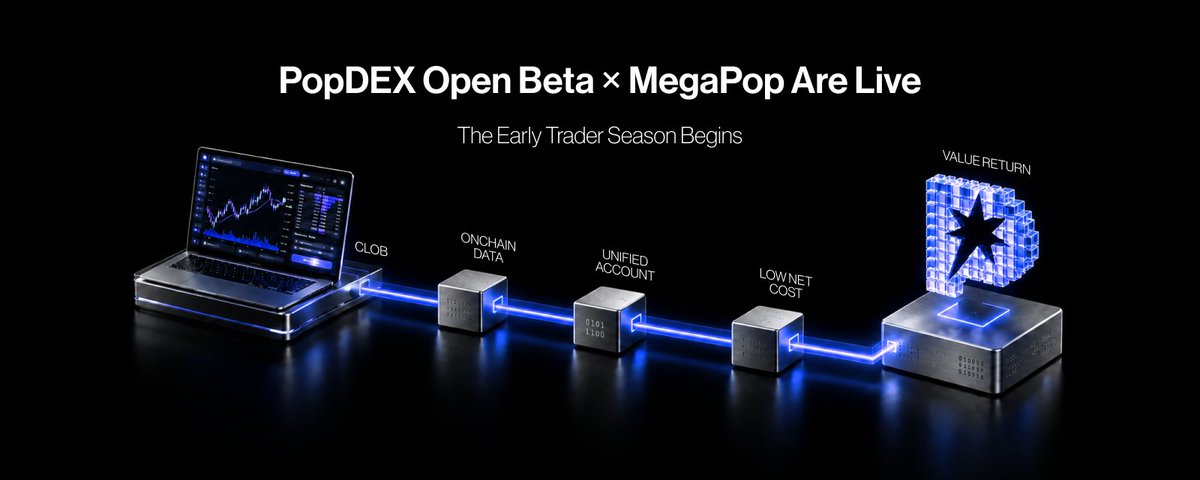 PopDEX Open Beta × MegaPop Are Live
The Early Trader Season Begins
VALUE RETURN
CLOB
ONCHAIN
DATA
UNIFIED
ACCOUNT
LOW NET
COST
0101
1100